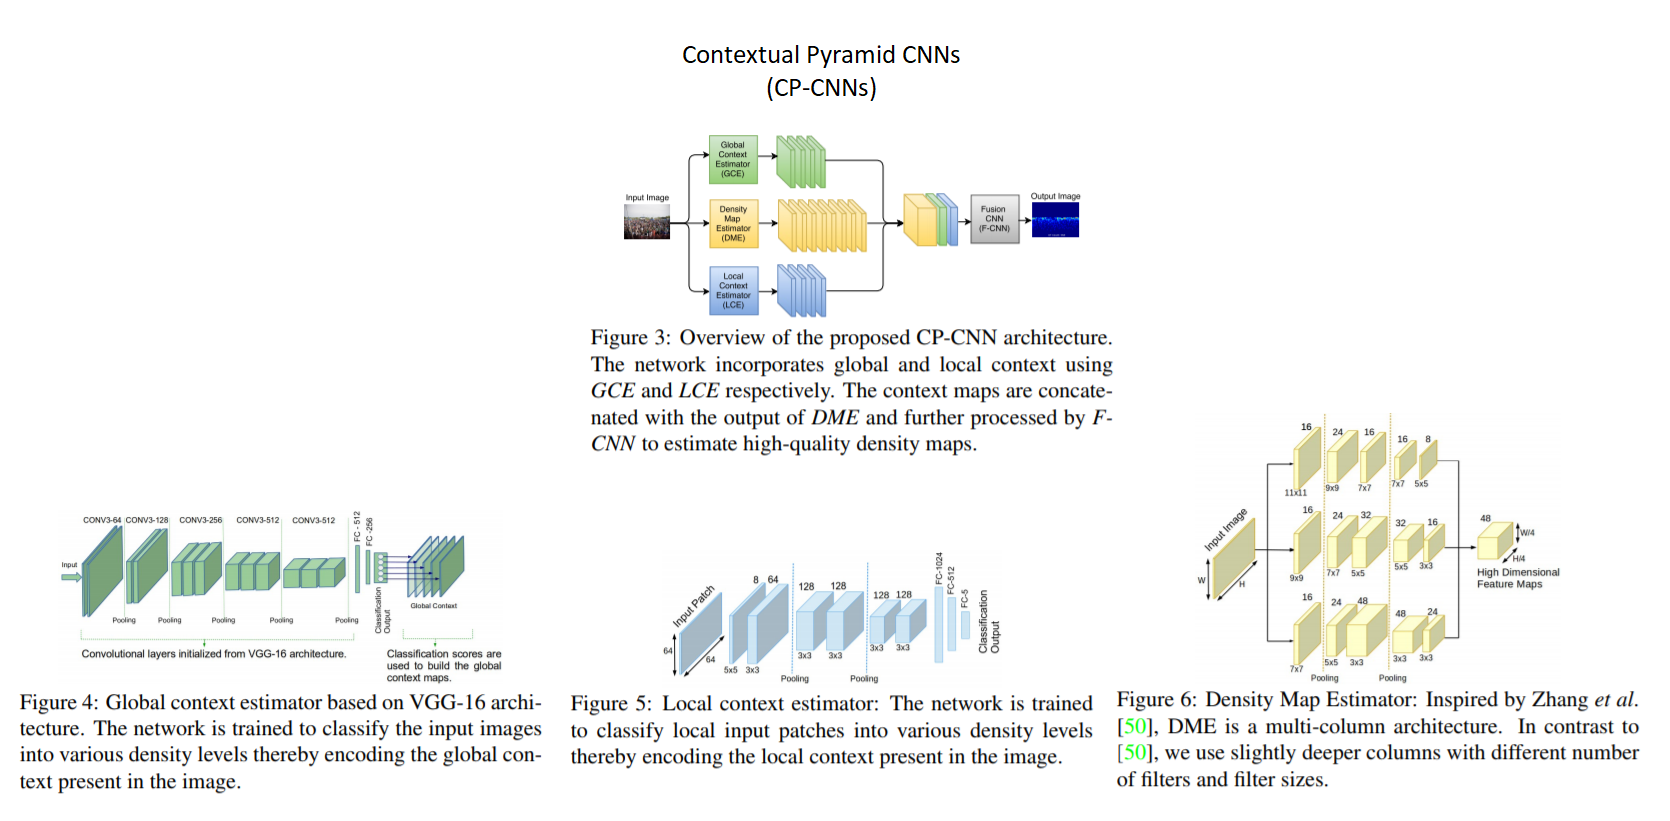 Contextual Pyramid CNNs
(CP-CNNs)
Global
Context
Estimator
(GCE)
Input Image
Density
Map
Estimator
(DME)
Local
Context
Estimator
(LCE)
Fusion
CNN
(F-CNN)
Output Image
Figure 3: Overview of the proposed CP-CNN architecture.
The network incorporates global and local context using
GCE and LCE respectively. The context maps are concate-
nated with the output of DME and further processed by F-
CNN to estimate high-quality density maps.
CONV3-64 CONV3-128 CONV3-256 CONV3-512 CONV3-512
FC - 512
FC -256
Input
Global Context
Pooling Pooling Pooling Pooling Pooling
Classification
Output
Convolutional layers initialized from VGG-16 architecture.
Classification scores are
used to build the global
context maps.
Figure 4: Global context estimator based on VGG-16 archi-
tecture. The network is trained to classify the input images
into various density levels thereby encoding the global con-
text present in the image.
Input Patch
64
64
8 64
128 128
128 128
FC-1024
FC-512
FC-5
Classification
Output
5x5 3x3
3x3 3x3
3x3 3x3
Pooling Pooling
Figure 5: Local context estimator: The network is trained
to classify local input patches into various density levels
thereby encoding the local context present in the image.
Input Image
W
H
16 24 16 16 8
11x11 9x9 7x7 7x7 5x5
16 24 32 32 16
9x9 7x7 5x5 5x5 3x3
16 24 48 48 24
7x7 5x5 3x3 3x3 3x3
Pooling Pooling
48
W/4
H/4
High Dimensional
Feature Maps
Figure 6: Density Map Estimator: Inspired by Zhang et al.
[50], DME is a multi-column architecture. In contrast to
[50], we use slightly deeper columns with different number
of filters and filter sizes.